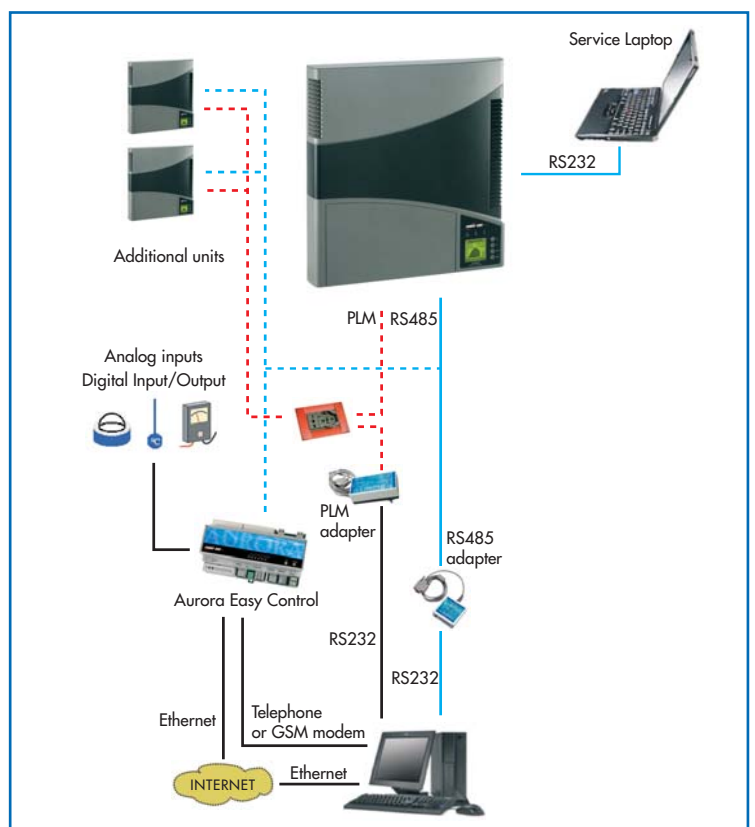 Service Laptop
RS232
Additional units
PLM
RS485
Analog inputs
Digital Input/Output
PLM
adapter
RS485
adapter
Aurora Easy Control
RS232
RS232
Ethernet
Telephone
or GSM modem
Ethernet
INTERNET
°C